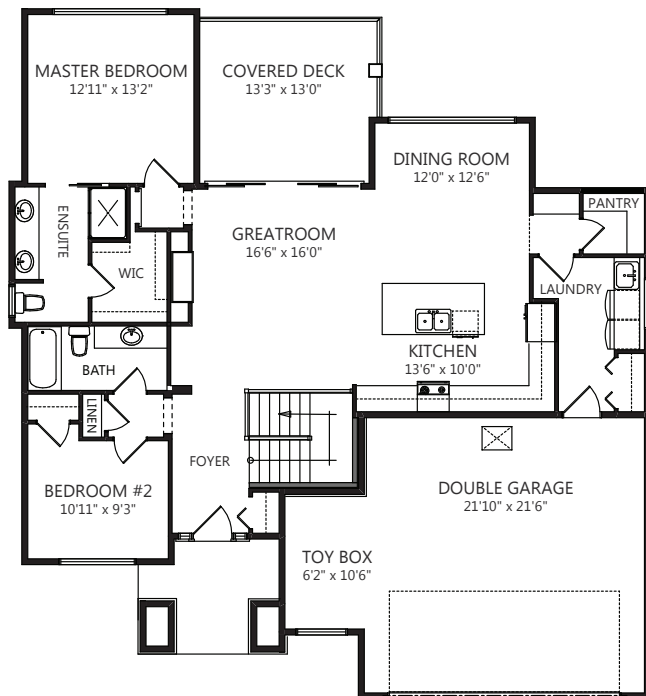 MASTER BEDROOM
12'11" x 13'2"
COVERED DECK
13'3" x 13'0"
DINING ROOM
12'0" x 12'6"
PANTRY
ENSUITE
GREATROOM
16'6" x 16'0"
WIC
LAUNDRY
KITCHEN
13'6" x 10'0"
BATH
LINEN
FOYER
BEDROOM #2
10'11" x 9'3"
DOUBLE GARAGE
21'10" x 21'6"
TOY BOX
6'2" x 10'6"